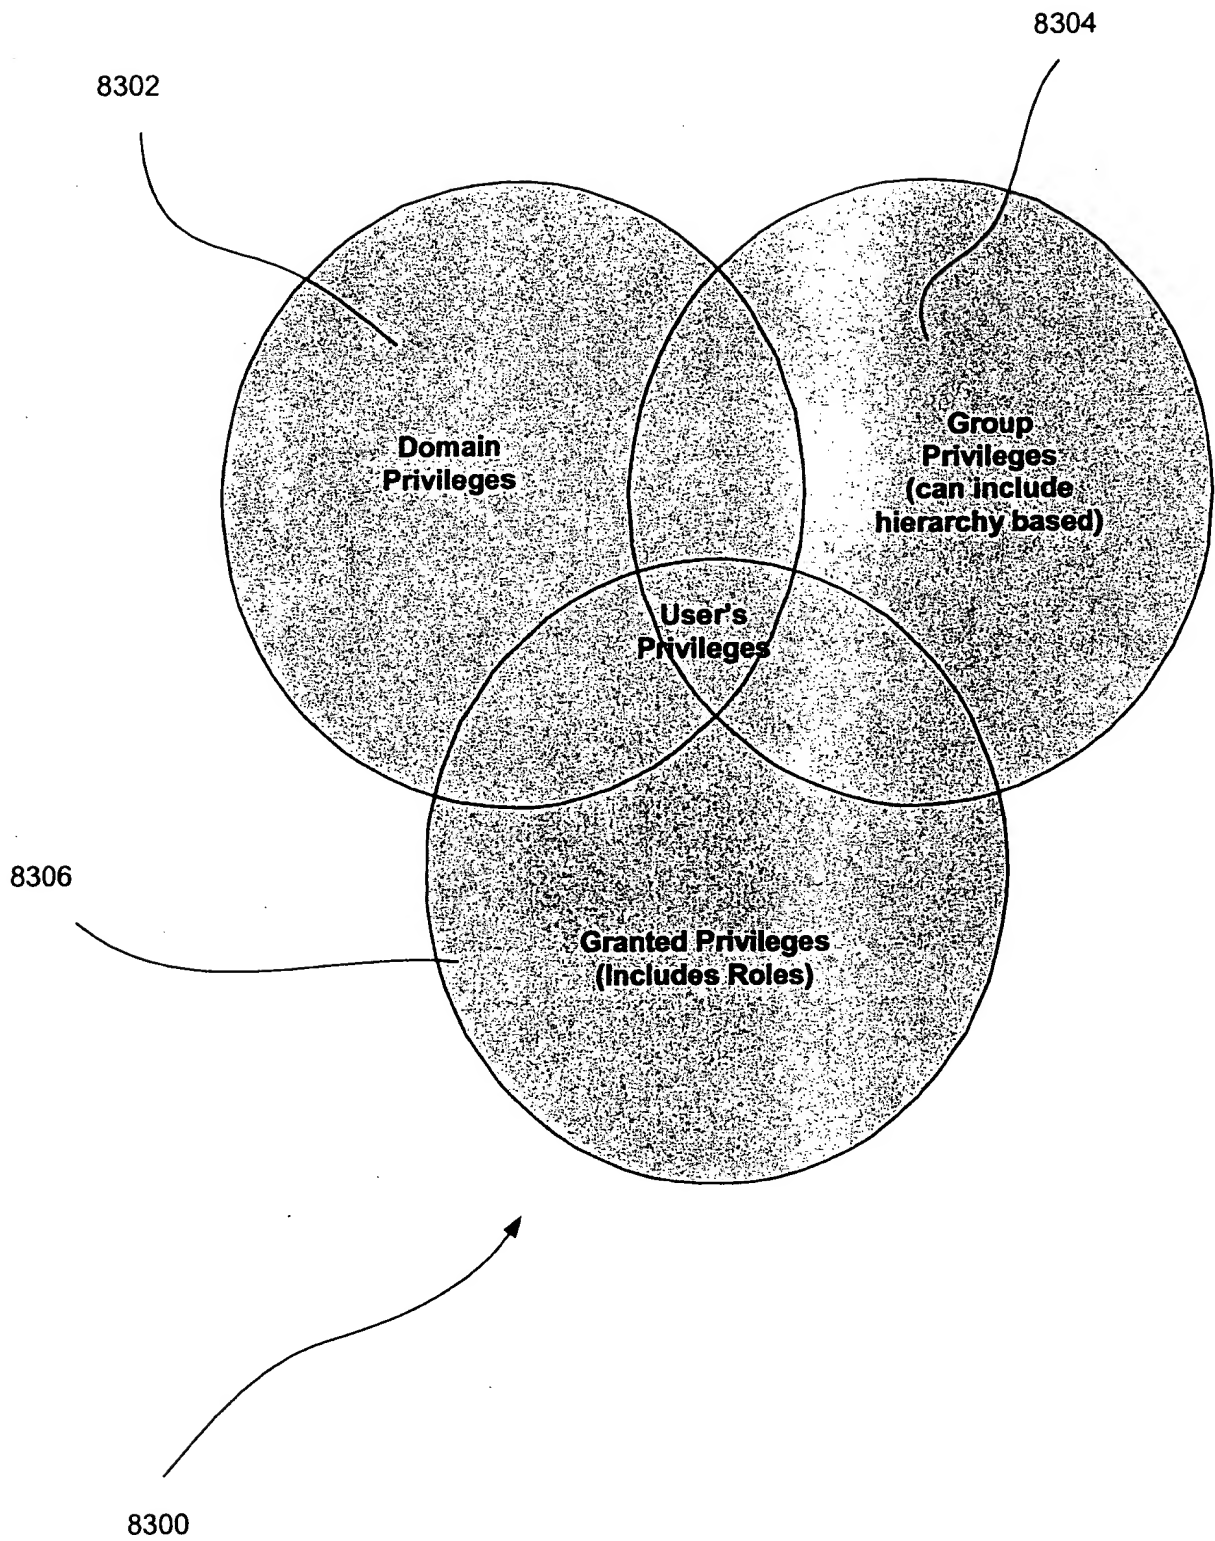 8304
8302
Domain
Privileges
Group
Privileges
(can include
hierarchy based)
User's
Privileges
8306
Granted Privileges
(Includes Roles)
8300